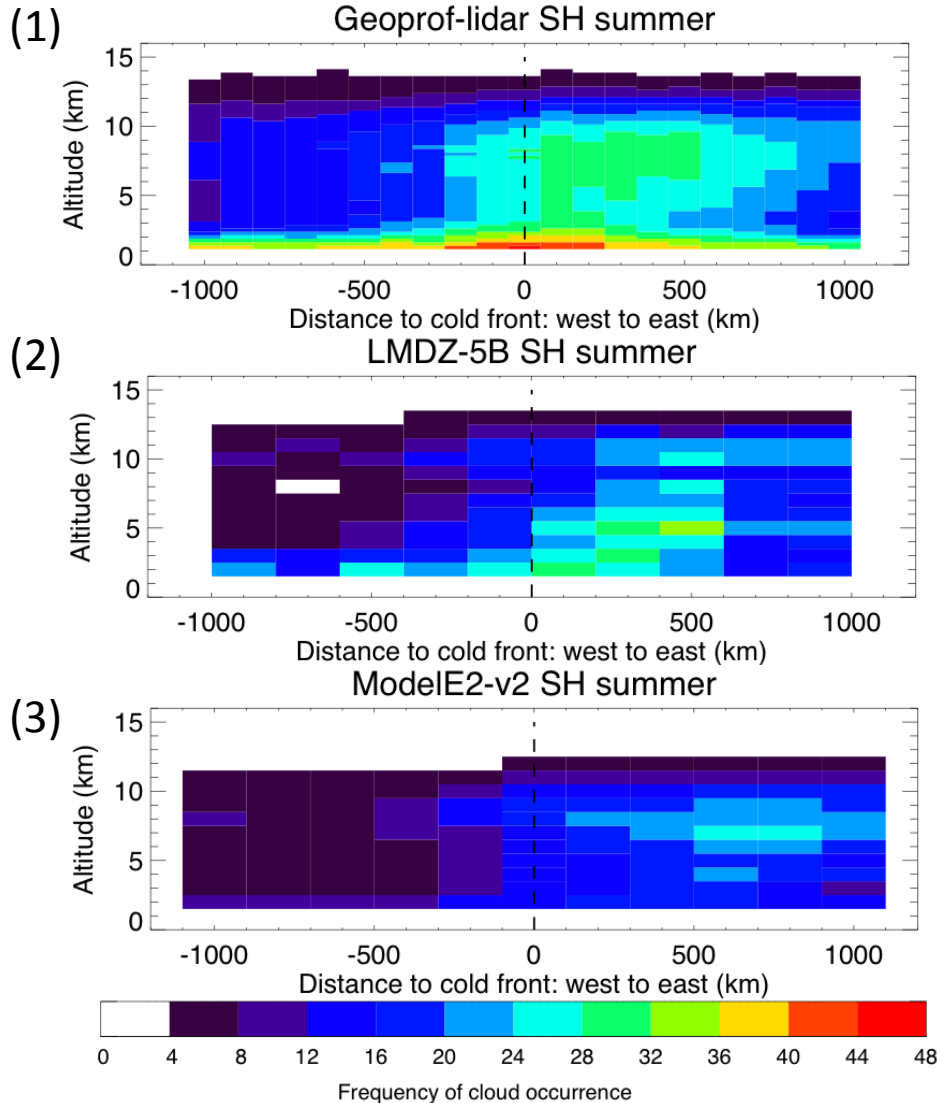 (1)
Geoprof-lidar SH summer
Altitude (km)
15
10
5
0
-1000 -500 0 500 1000
Distance to cold front: west to east (km)
(2)
LMDZ-5B SH summer
Altitude (km)
15
10
5
0
-1000 -500 0 500 1000
Distance to cold front: west to east (km)
(3)
ModelE2-v2 SH summer
Altitude (km)
15
10
5
0
-1000 -500 0 500 1000
Distance to cold front: west to east (km)
0 4 8 12 16 20 24 28 32 36 40 44 48
Frequency of cloud occurrence